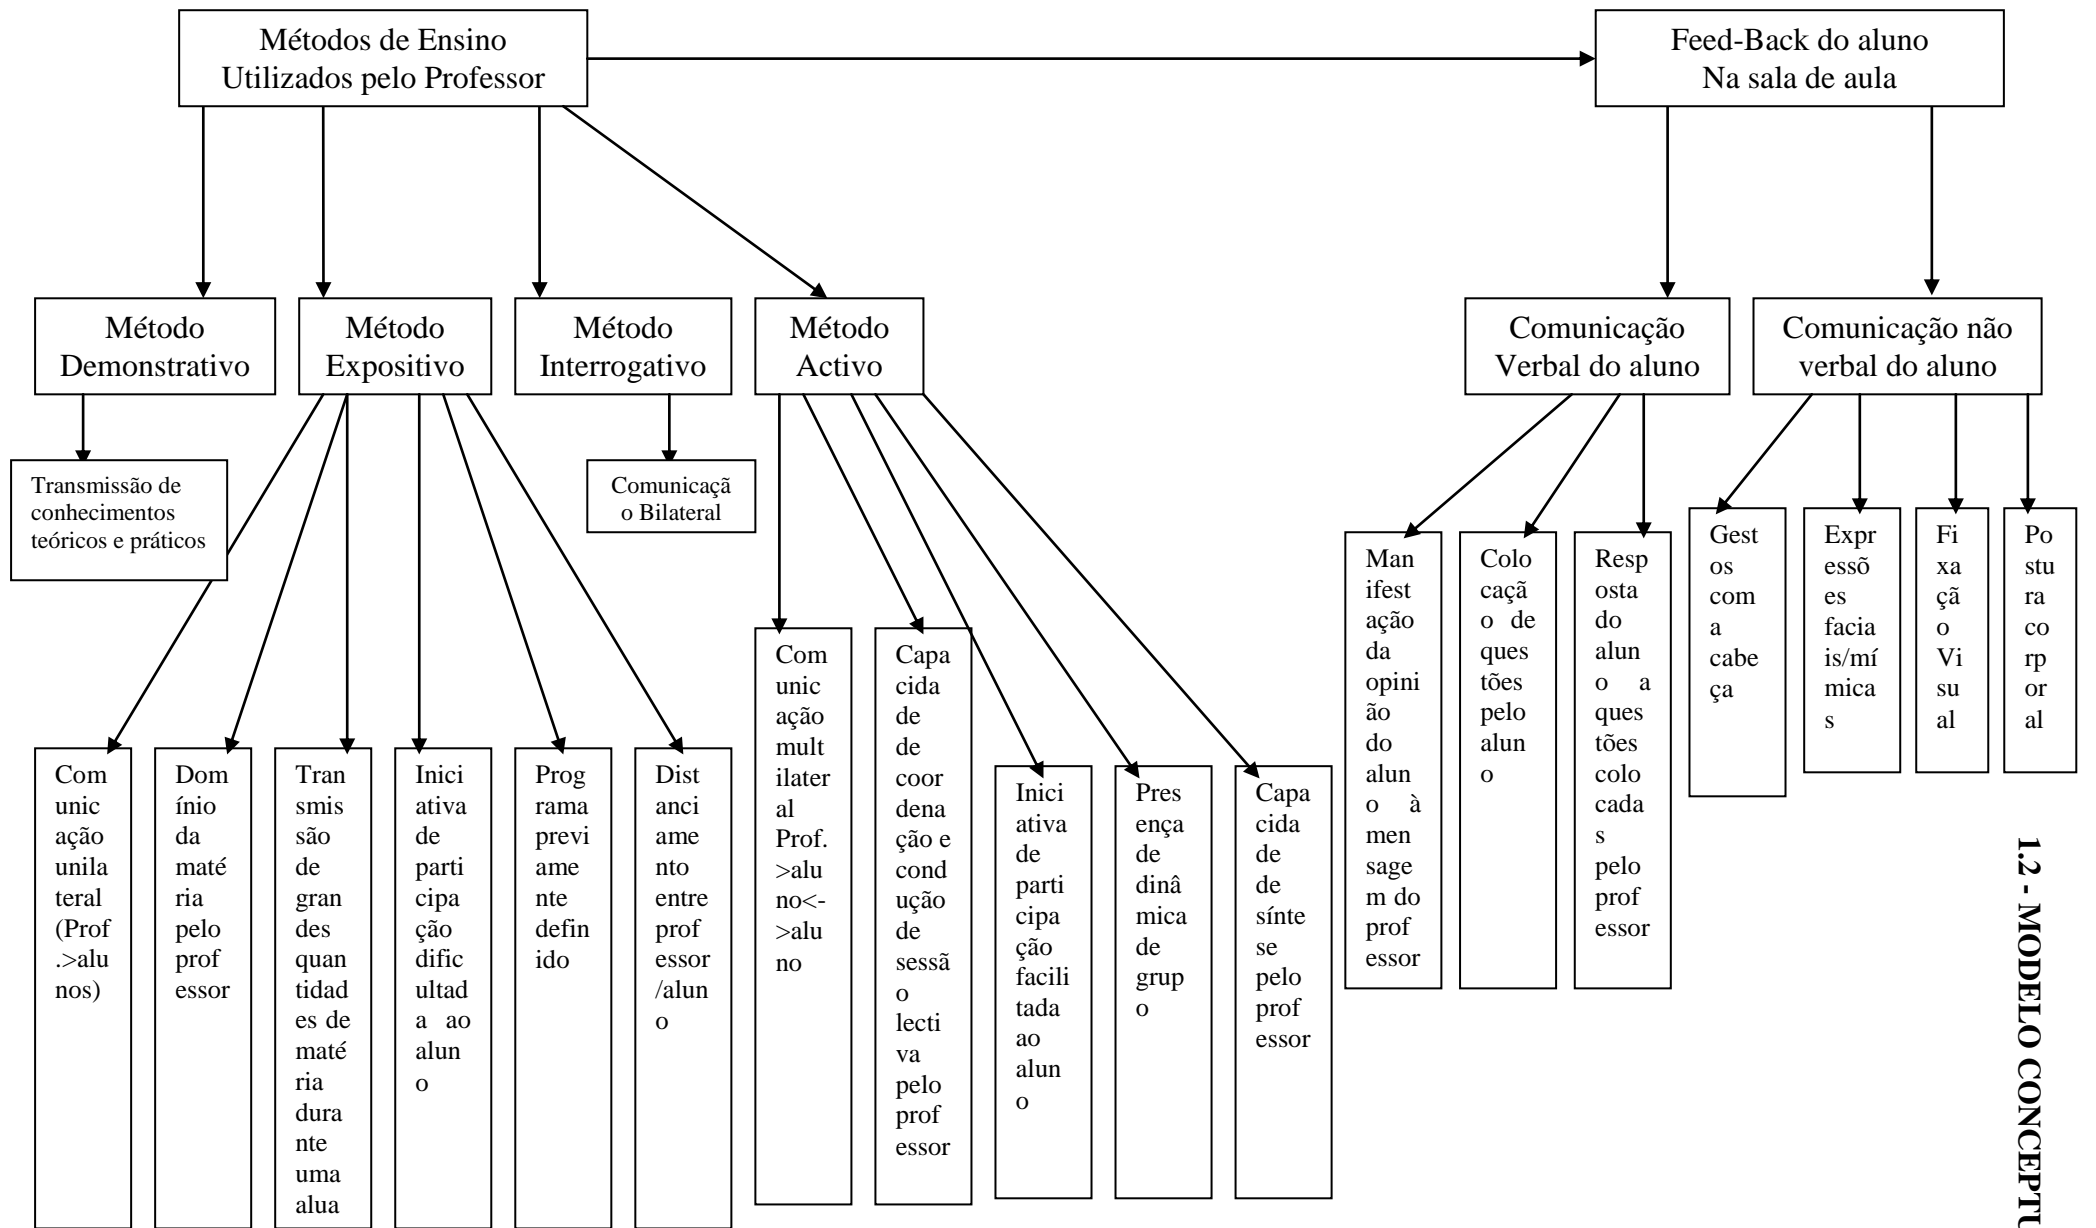 Métodos de Ensino
Utilizados pelo Professor
Feed-Back do aluno
Na sala de aula
Método
Demonstrativo
Método
Expositivo
Método
Interrogativo
Método
Activo
Comunicação
Verbal do aluno
Comunicação não
verbal do aluno
Transmissão de
conhecimentos
teóricos e práticos
Comunicaçã
o Bilateral
Com
unic
ação
unila
teral
(Prof
.>alu
nos)
Dom
ínio
da
maté
ria
pelo
prof
essor
Tran
smis
são
de
gran
des
quan
tidad
es de
maté
ria
dura
nte
uma
alua
Inici
ativa
de
parti
cipa
ção
dific
ultad
a ao
alun
o
Prog
rama
previ
ame
nte
defin
ido
Dist
anci
ame
nto
entre
prof
essor
/alun
o
Com
unic
ação
mult
ilater
al
Prof.
>alu
no<-
>alu
no
Capa
cida
de
de
coor
dena
ção e
cond
ução
de
sessã
o
lecti
va
pelo
prof
essor
Inici
ativa
de
parti
cipa
ção
facili
tada
ao
alun
o
Pres
ença
de
dinâ
mica
de
grup
o
Capa
cida
de
de
sínte
se
pelo
prof
essor
Man
ifest
ação
da
opini
ão
do
alun
o à
men
sage
m do
prof
essor
Colo
caçã
o de
ques
tões
pelo
alun
o
Resp
osta
do
alun
o a
ques
tões
colo
cada
s
pelo
prof
essor
Gest
os
com
a
cabe
ça
Expr
essõ
es
facia
is/mí
mica
s
Fi
xa
çã
o
Vi
su
al
Po
stu
ra
co
rp
or
al
1.2 - MODELO CONCEPTU